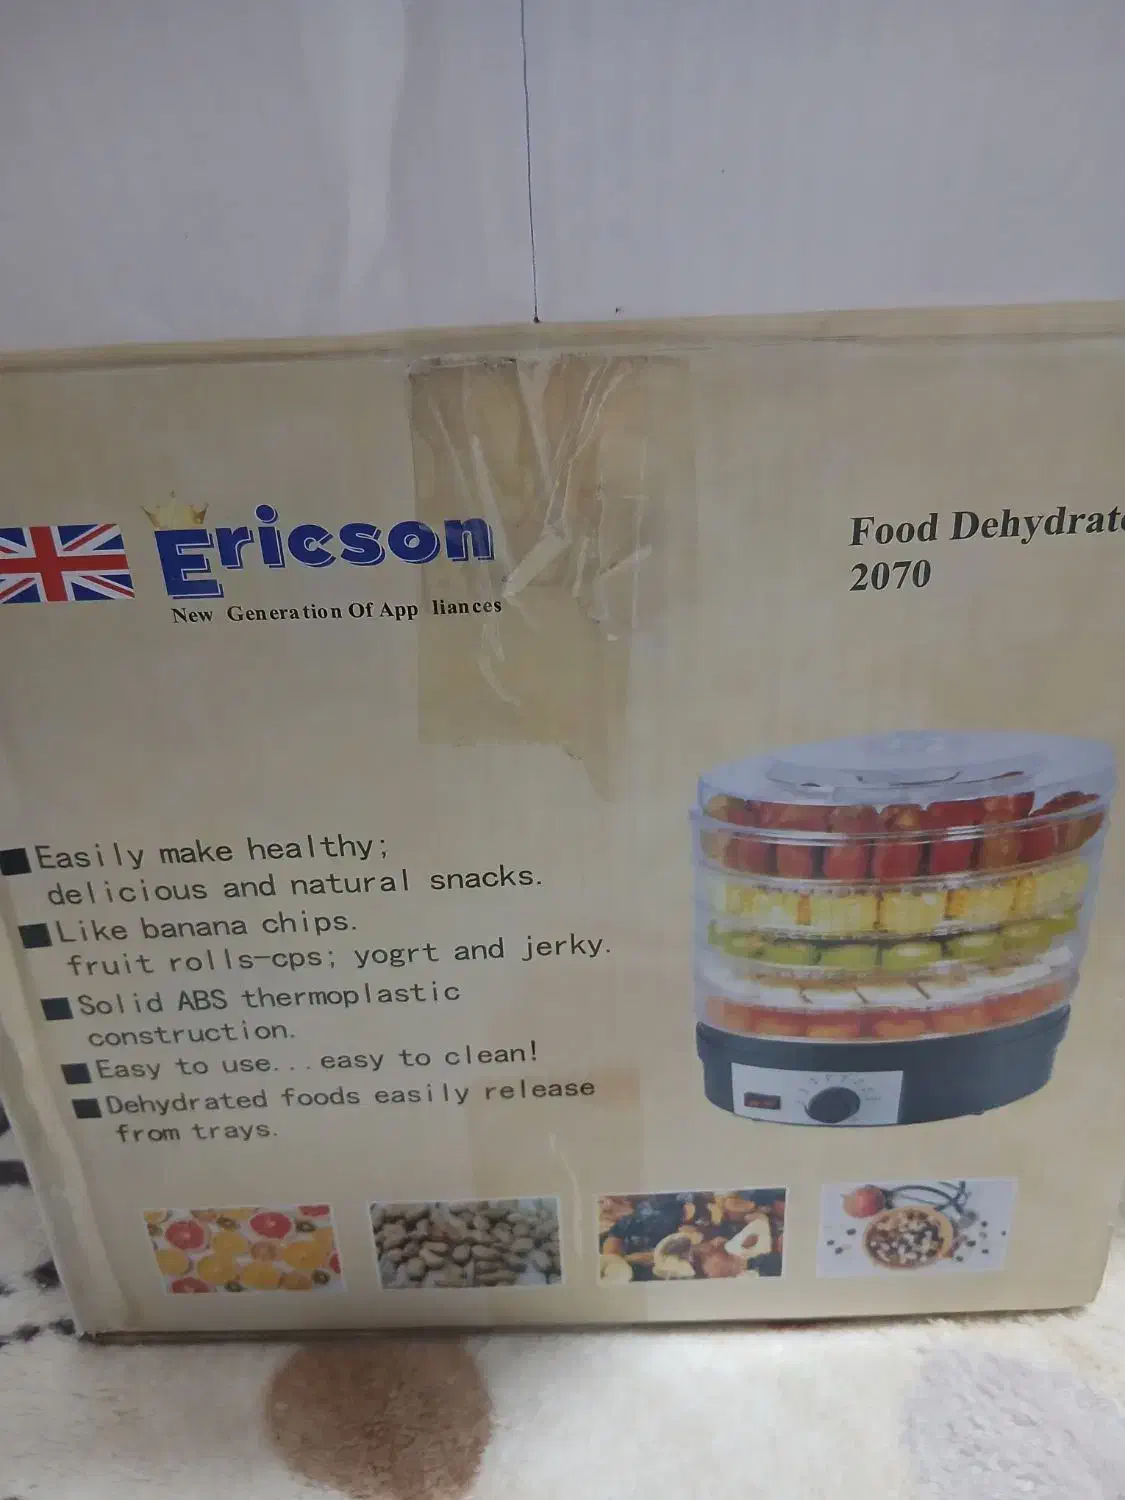 Ericson
New Generation Of App liances
Food Dehydrate
2070
Easily make healthy;
delicious and natural snacks.
Like banana chips.
fruit rolls-cps; yogrt and jerky.
Solid ABS thermoplastic
construction.
Easy to use...easy to clean!
Dehydrated foods easily release
from trays.